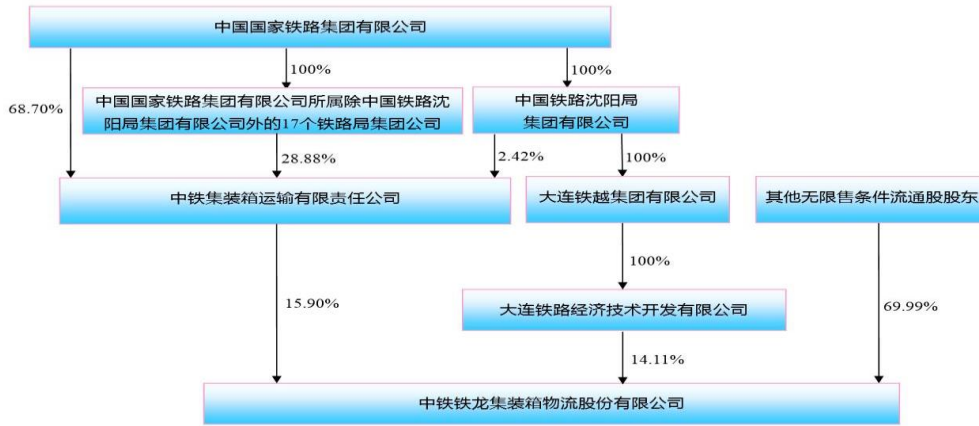 中国国家铁路集团有限公司
100%
100%
68.70%
中国国家铁路集团有限公司所属除中国铁路沈
阳局集团有限公司外的17个铁路局集团公司
中国铁路沈阳局
集团有限公司
28.88%
2.42%
100%
中铁集装箱运输有限责任公司
大连铁越集团有限公司
其他无限售条件流通股股东
100%
15.90%
大连铁路经济技术开发有限公司
69.99%
14.11%
中铁铁龙集装箱物流股份有限公司